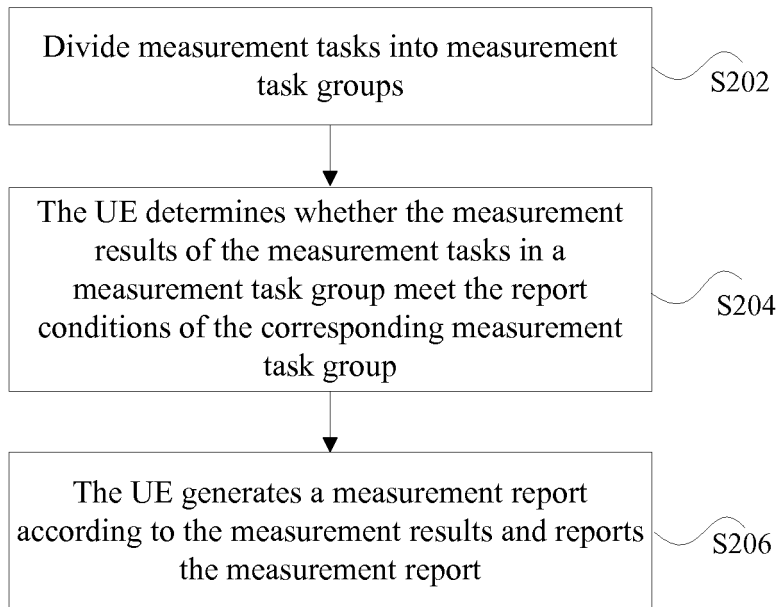 Divide measurement tasks into measurement
task groups
S202
The UE determines whether the measurement
results of the measurement tasks in a
measurement task group meet the report
conditions of the corresponding measurement
task group
S204
The UE generates a measurement report
according to the measurement results and reports
the measurement report
S206